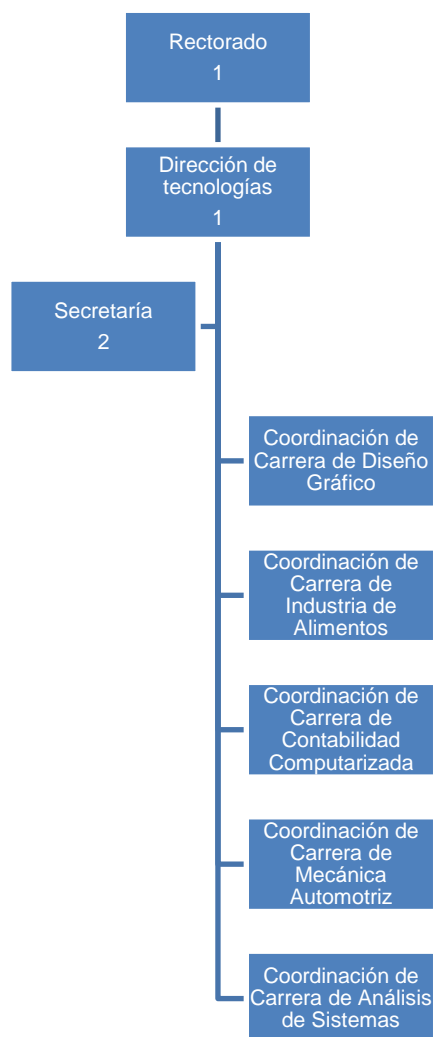 Rectorado
1
Dirección de
tecnologías
1
Secretaría
2
Coordinación de
Carrera de Diseño
Gráfico
Coordinación de
Carrera de
Industria de
Alimentos
Coordinación de
Carrera de
Contabilidad
Computarizada
Coordinación de
Carrera de
Mecánica
Automotriz
Coordinación de
Carrera de Análisis
de Sistemas